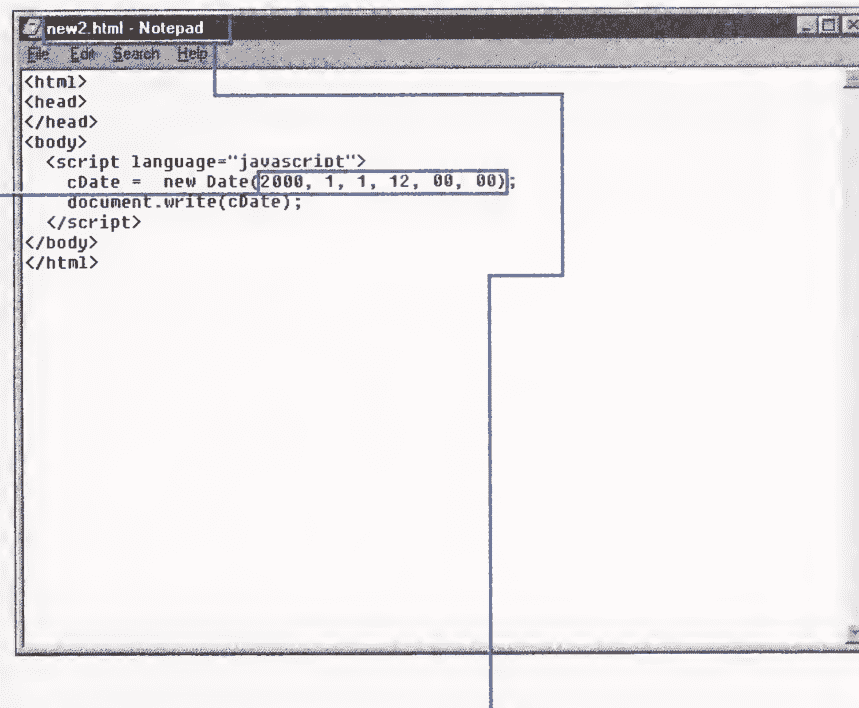 new2.html - Notepad
File Edit Search Help
<html>
<head>
</head>
<body>
<script language="javascript">
cDate = new Date(2000, 1, 1, 12, 00, 00);
document.write(cDate);
</script>
</body>
</html>